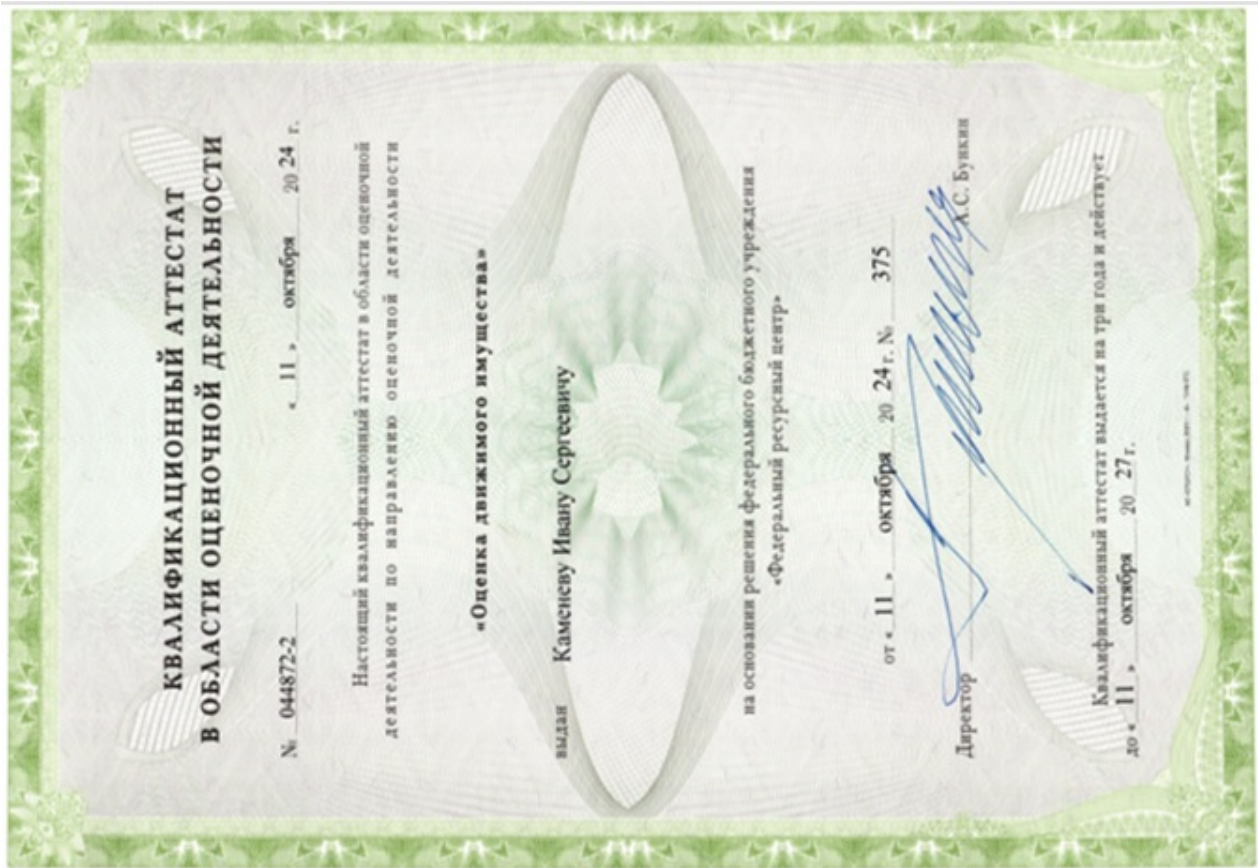 КВАЛИФИКАЦИОННЫЙ АТТЕСТАТ
В ОБЛАСТИ ОЦЕНОЧНОЙ ДЕЯТЕЛЬНОСТИ
№ 044872-2 « 11 » октября 20 24 г.
Настоящий квалификационный аттестат в области оценочной
деятельности по направлению оценочной деятельности
«Оценка движимого имущества»
выдан Каменеву Ивану Сергеевичу
на основании решения федерального бюджетного учреждения
«Федеральный ресурсный центр»
от « 11 » октября 20 24 г. № 375
Директор А.С. Бункин
Квалификационный аттестат выдается на три года и действует
до « 11 » октября 20 27 г.